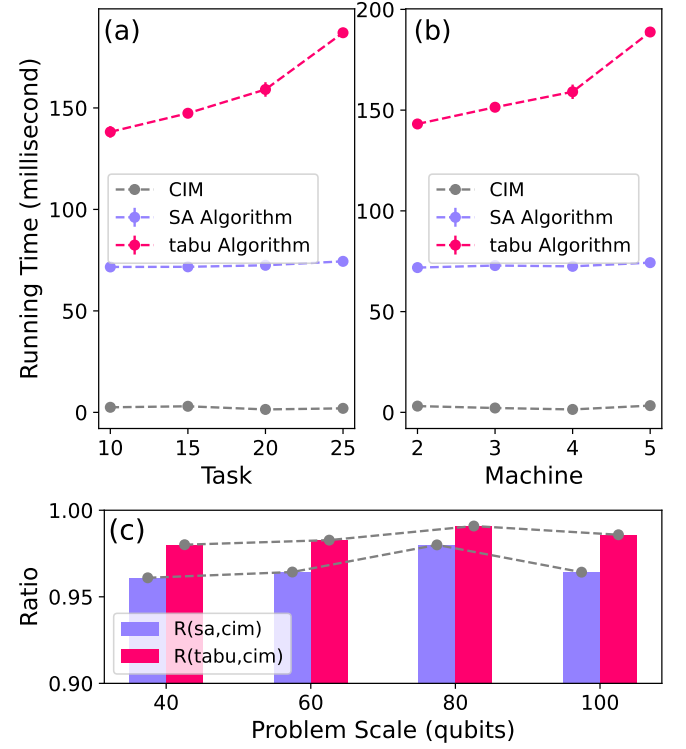 (a)
(b)
200
150
100
50
0
150
100
50
0
Running Time (millisecond)
CIM
SA Algorithm
tabu Algorithm
CIM
SA Algorithm
tabu Algorithm
10 15 20 25
2 3 4 5
Task
Machine
(c)
1.00
0.95
0.90
Ratio
R(sa,cim)
R(tabu,cim)
40 60 80 100
Problem Scale (qubits)